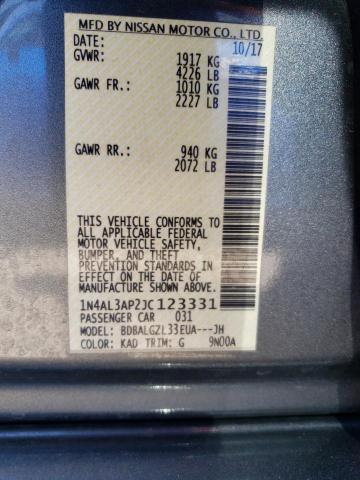 MFD BY NISSAN MOTOR CO., LTD.
DATE: 10/17
GVWR: 1917 KG
4226 LB
GAWR FR.: 1010 KG
2227 LB
GAWR RR.: 940 KG
2072 LB
THIS VEHICLE CONFORMS TO
ALL APPLICABLE FEDERAL
MOTOR VEHICLE SAFETY,
BUMPER, AND THEFT
PREVENTION STANDARDS IN
EFFECT ON THE DATE OF
MANUFACTURE SHOWN ABOVE.
1N4AL3AP2JC123331
PASSENGER CAR 031
MODEL: BDBALGZL33EUA---JH
COLOR: KAD TRIM: G 9N00A